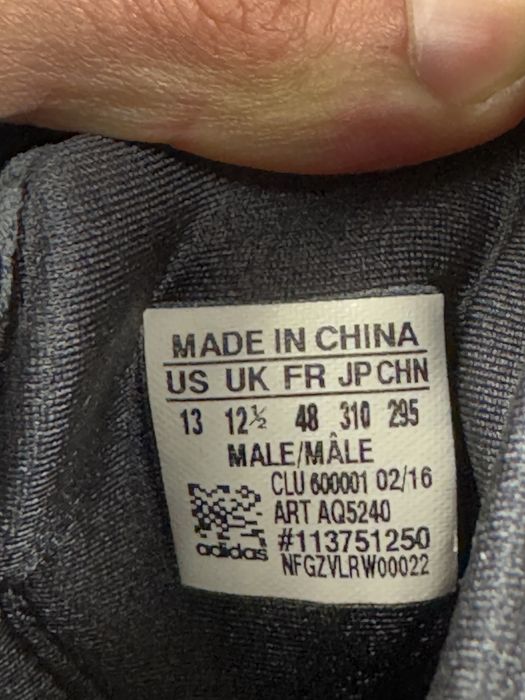 MADE IN CHINA
US UK FR JP CHN
13 12½ 48 310 295
MALE/MÂLE
CLU 600001 02/16
ART AQ5240
#113751250
adidas
NFGZVLRW00022